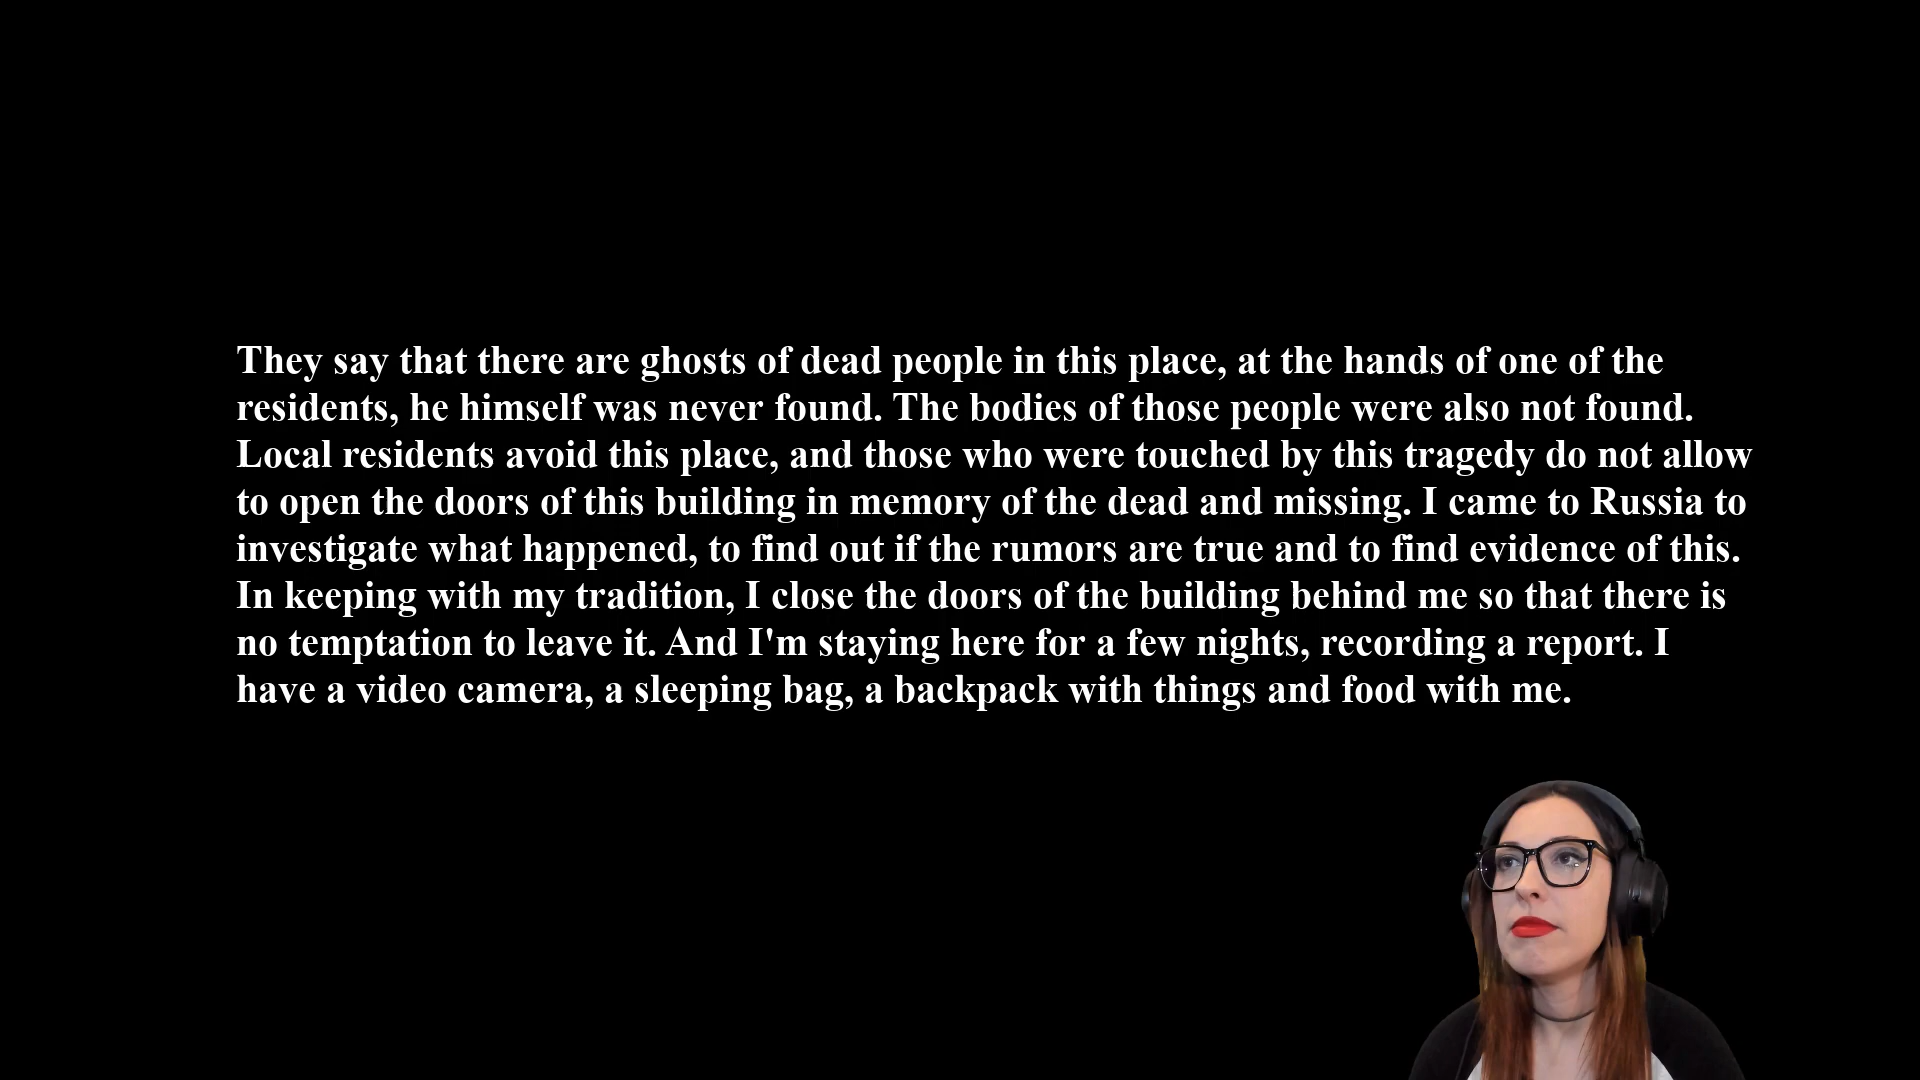 They say that there are ghosts of dead people in this place, at the hands of one of the
residents, he himself was never found. The bodies of those people were also not found.
Local residents avoid this place, and those who were touched by this tragedy do not allow
to open the doors of this building in memory of the dead and missing. I came to Russia to
investigate what happened, to find out if the rumors are true and to find evidence of this.
In keeping with my tradition, I close the doors of the building behind me so that there is
no temptation to leave it. And I'm staying here for a few nights, recording a report. I
have a video camera, a sleeping bag, a backpack with things and food with me.